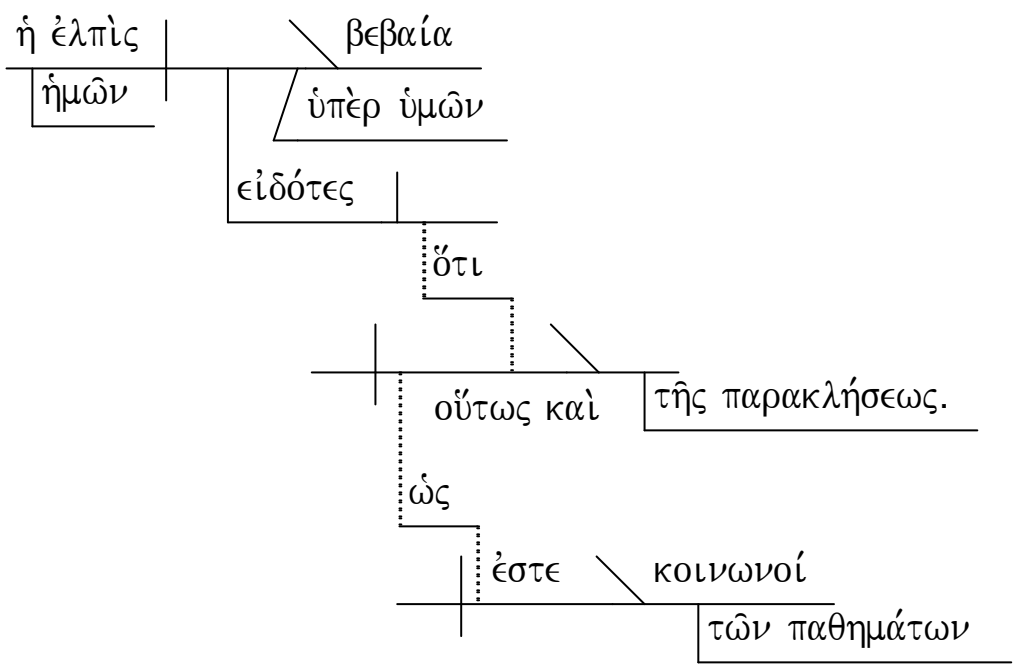 ἡ ἐλπὶς βεβαία
ἡμῶν
ὑπὲρ ὑμῶν
εἰδότες
ὅτι
οὕτως καὶ
τῆς παρακλήσεως.
ὡς
ἐστε κοινωνοί
τῶν παθημάτων